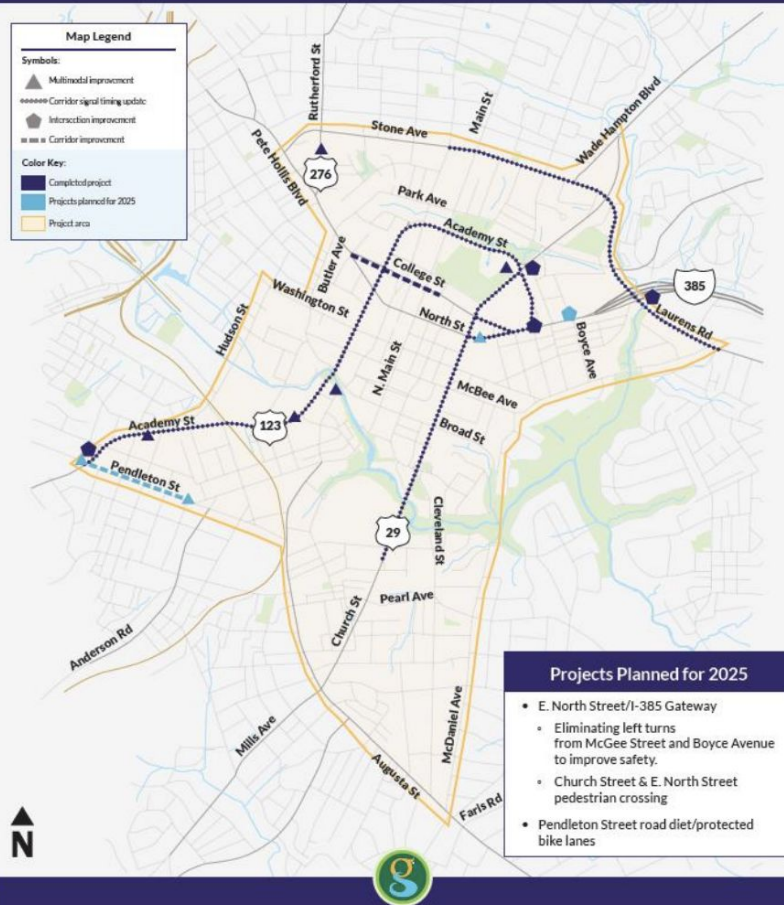 Map Legend
Symbols:
Multimodal improvement
Corridor signal timing update
Intersection improvement
Corridor improvement
Color Key:
Completed project
Projects planned for 2025
Project area
Rutherford St
Stone Ave
Main St
Wade Hampton Blvd
Pete Hollis Blvd
276
Park Ave
Academy St
Butler Ave
College St
Washington St
North St
385
Laurens Rd
Hudson St
N. Main St
Boyce Ave
McBee Ave
Academy St
123
Broad St
Pendleton St
Cleveland St
29
Pearl Ave
Church St
Anderson Rd
Mills Ave
McDaniel Ave
Augusta St
Faris Rd
N
Projects Planned for 2025
• E. North Street/I-385 Gateway
◦ Eliminating left turns
from McGee Street and Boyce Avenue
to improve safety.
◦ Church Street & E. North Street
pedestrian crossing
• Pendleton Street road diet/protected
bike lanes
g